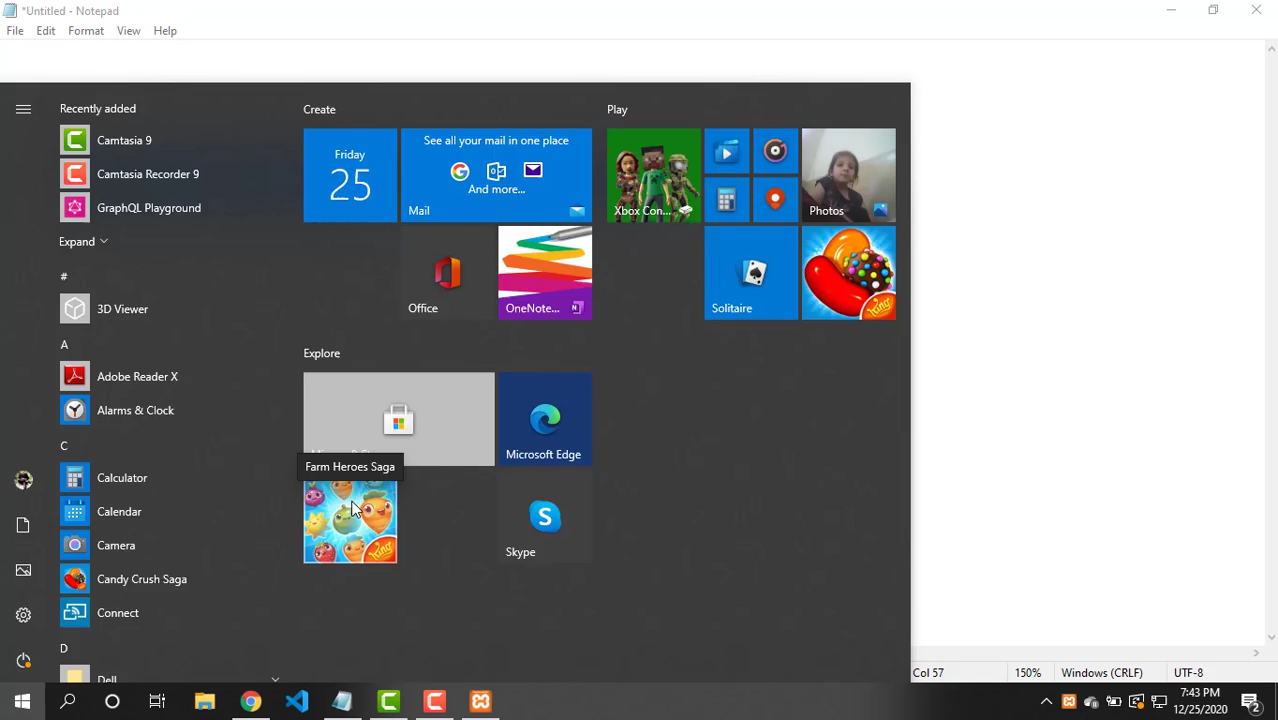 *Untitled - Notepad
File Edit Format View Help
Recently added
Camtasia 9
Camtasia Recorder 9
GraphQL Playground
Expand
#
3D Viewer
A
Adobe Reader X
Alarms & Clock
C
Calculator
Calendar
Camera
Candy Crush Saga
Connect
D
Dell
Create
Friday
25
See all your mail in one place
And more...
Mail
Office
OneNote...
Explore
Microsoft Edge
Farm Heroes Saga
King
Skype
Play
Xbox Con...
Photos
Solitaire
King
Col 57 150% Windows (CRLF) UTF-8
7:43 PM
12/25/2020
2